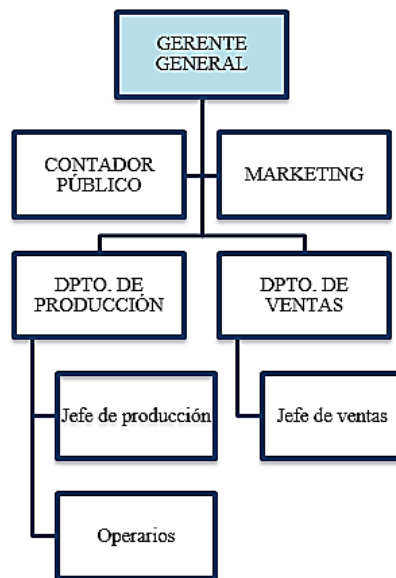 GERENTE
GENERAL
CONTADOR
PÚBLICO
MARKETING
DPTO. DE
PRODUCCIÓN
DPTO. DE
VENTAS
Jefe de producción
Jefe de ventas
Operarios